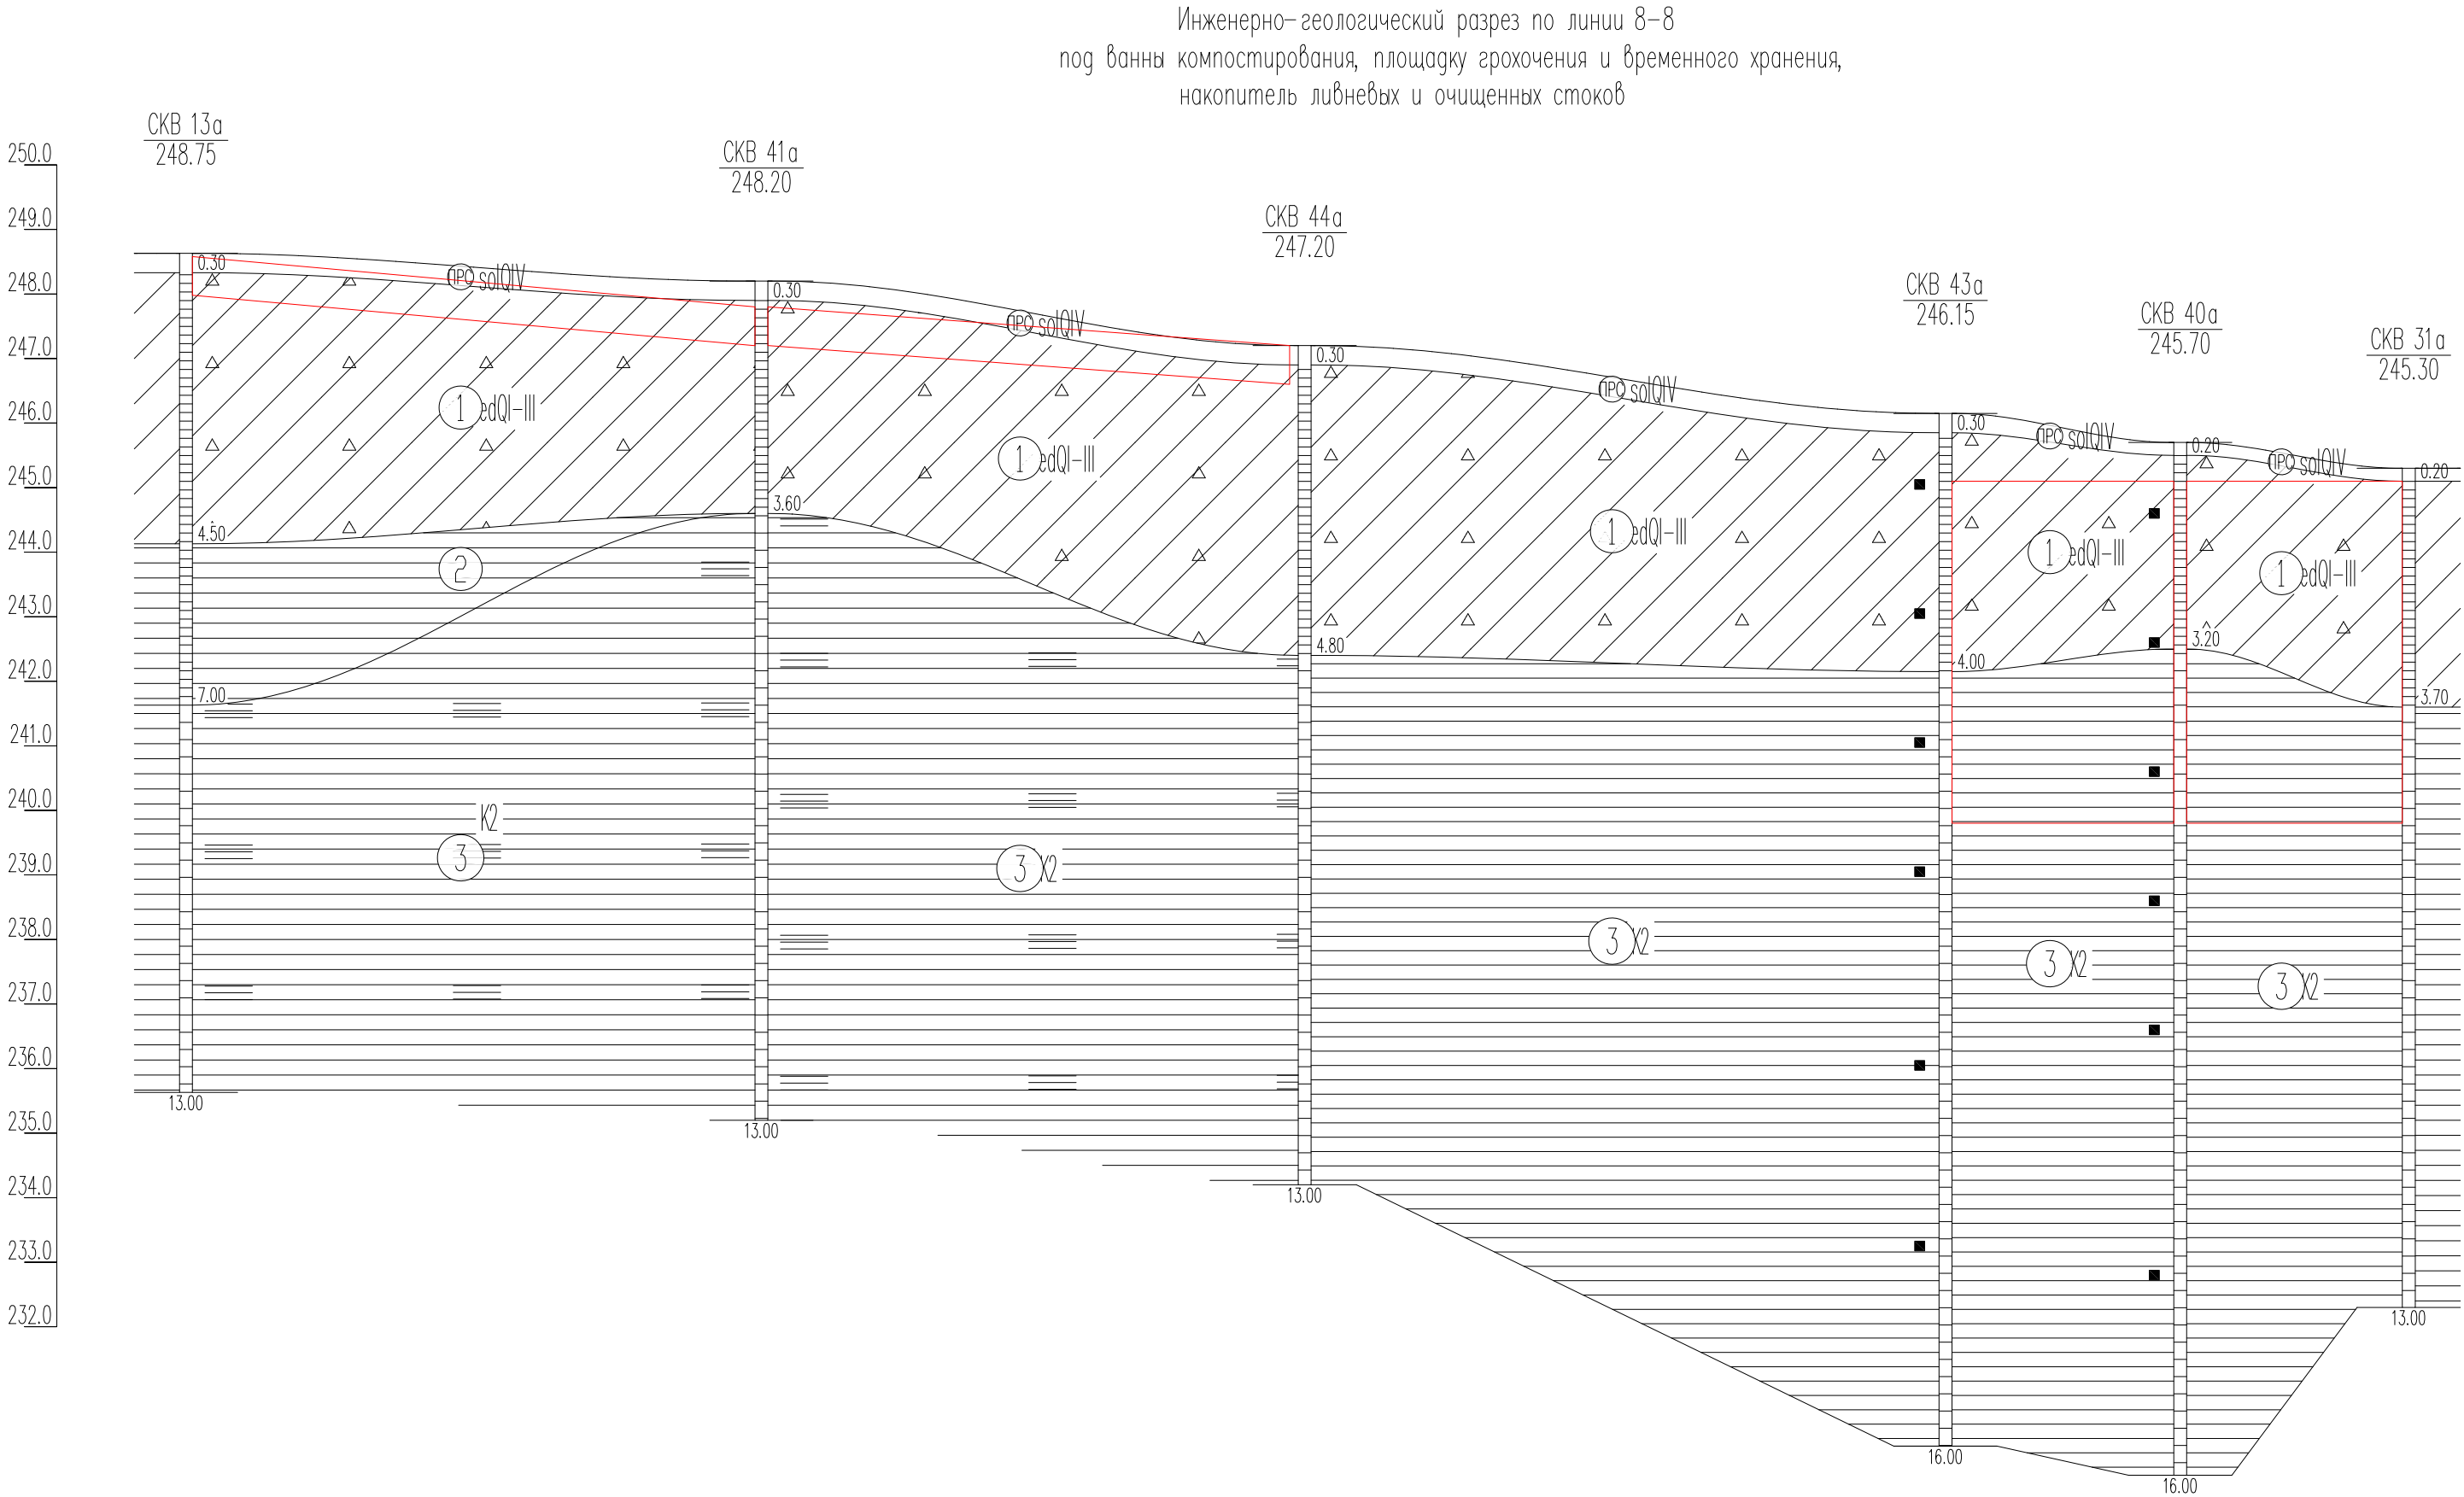 Инженерно-геологический разрез по линии 8-8
под ванны компостирования, площадку грохочения и временного хранения,
накопитель ливневых и очищенных стоков
СКВ 13а
248.75
СКВ 41а
248.20
СКВ 44а
247.20
СКВ 43а
246.15
СКВ 40а
245.70
СКВ 31а
245.30
250.0
249.0
248.0
247.0
246.0
245.0
244.0
243.0
242.0
241.0
240.0
239.0
238.0
237.0
236.0
235.0
234.0
233.0
232.0
0.30
ПРС solQIV
0.30
ПРС solQIV
0.30
ПРС solQIV
0.30
ПРС solQIV
0.20
ПРС solQIV
0.20
1 edQI-III
1 edQI-III
1 edQI-III
1 edQI-III
1 edQI-III
4.50
3.60
4.80
4.00
3.20
3.70
2
7.00
K2
3
3 K2
3 K2
3 K2
3 K2
13.00
13.00
13.00
16.00
16.00
13.00